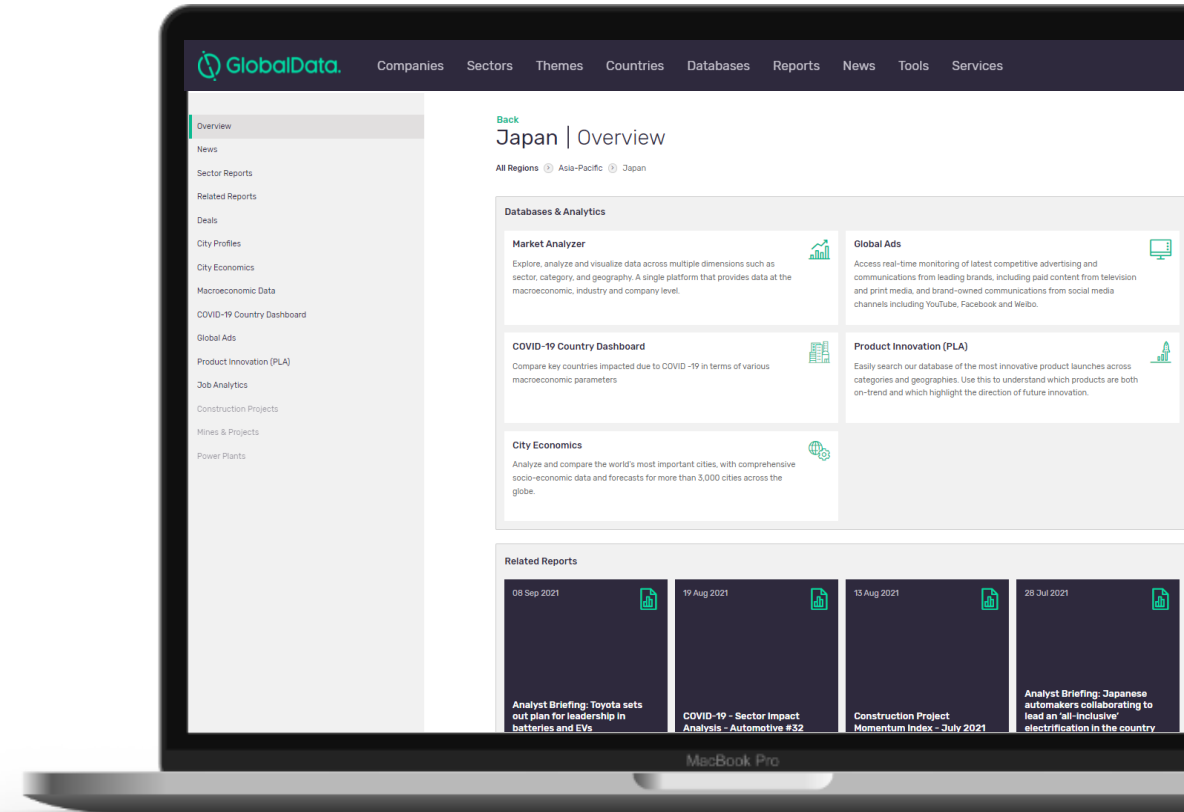 GlobalData.
Companies Sectors Themes Countries Databases Reports News Tools Services
Overview
News
Sector Reports
Related Reports
Deals
City Profiles
City Economics
Macroeconomic Data
COVID-19 Country Dashboard
Global Ads
Product Innovation (PLA)
Job Analytics
Construction Projects
Mines & Projects
Power Plants
Back
Japan | Overview
All Regions Asia-Pacific Japan
Databases & Analytics
Market Analyzer
Explore, analyze and visualize data across multiple dimensions such as
sector, category, and geography. A single platform that provides data at the
macroeconomic, industry and company level.
Global Ads
Access real-time monitoring of latest competitive advertising and
communications from leading brands, including paid content from television
and print media, and brand-owned communications from social media
channels including YouTube, Facebook and Weibo.
COVID-19 Country Dashboard
Compare key countries impacted due to COVID -19 in terms of various
macroeconomic parameters
Product Innovation (PLA)
Easily search our database of the most innovative product launches across
categories and geographies. Use this to understand which products are both
on-trend and which highlight the direction of future innovation.
City Economics
Analyze and compare the world's most important cities, with comprehensive
socio-economic data and forecasts for more than 3,000 cities across the
globe.
Related Reports
08 Sep 2021
Analyst Briefing: Toyota sets
out plan for leadership in
batteries and EVs
19 Aug 2021
COVID-19 - Sector Impact
Analysis - Automotive #32
13 Aug 2021
Construction Project
Momentum Index - July 2021
28 Jul 2021
Analyst Briefing: Japanese
automakers collaborating to
lead an 'all-inclusive'
electrification in the country
MacBook Pro